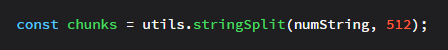 const chunks = utils.stringSplit(numString, 512);